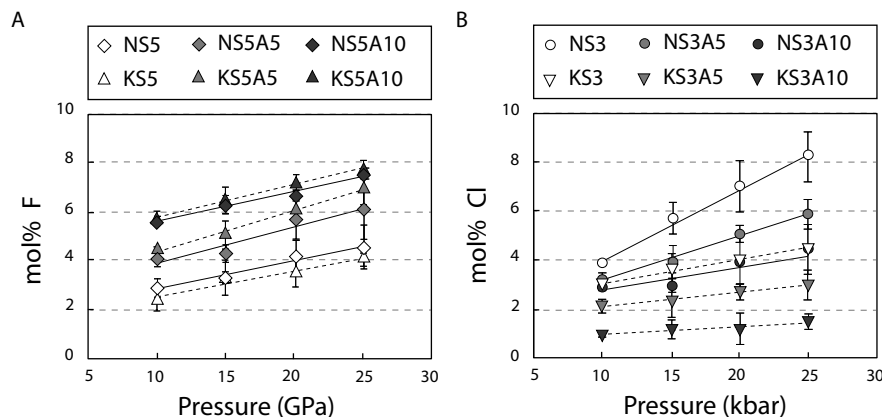 A
NS5 NS5A5 NS5A10
KS5 KS5A5 KS5A10
10
8
6
4
2
0
mol% F
5 10 15 20 25 30
Pressure (GPa)
B
NS3 NS3A5 NS3A10
KS3 KS3A5 KS3A10
10
8
6
4
2
0
mol% Cl
5 10 15 20 25 30
Pressure (kbar)